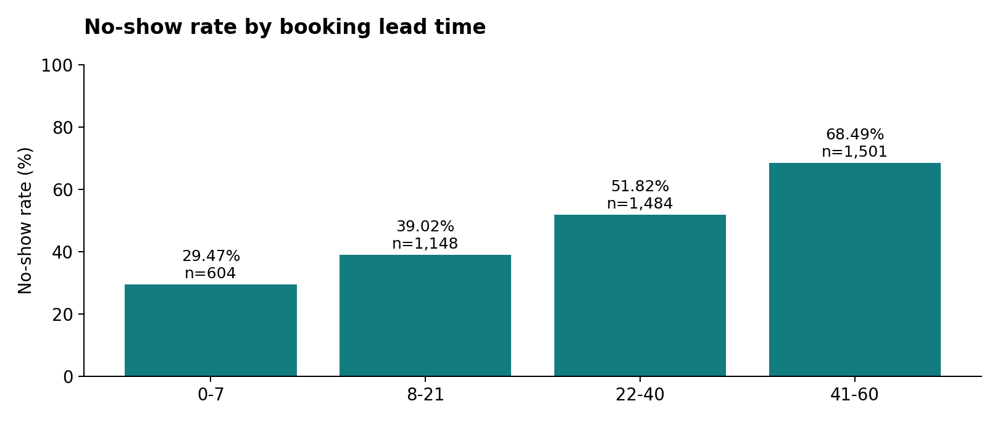 No-show rate by booking lead time
No-show rate (%)
100
80
60
40
20
0
29.47%
n=604
39.02%
n=1,148
51.82%
n=1,484
68.49%
n=1,501
0-7
8-21
22-40
41-60